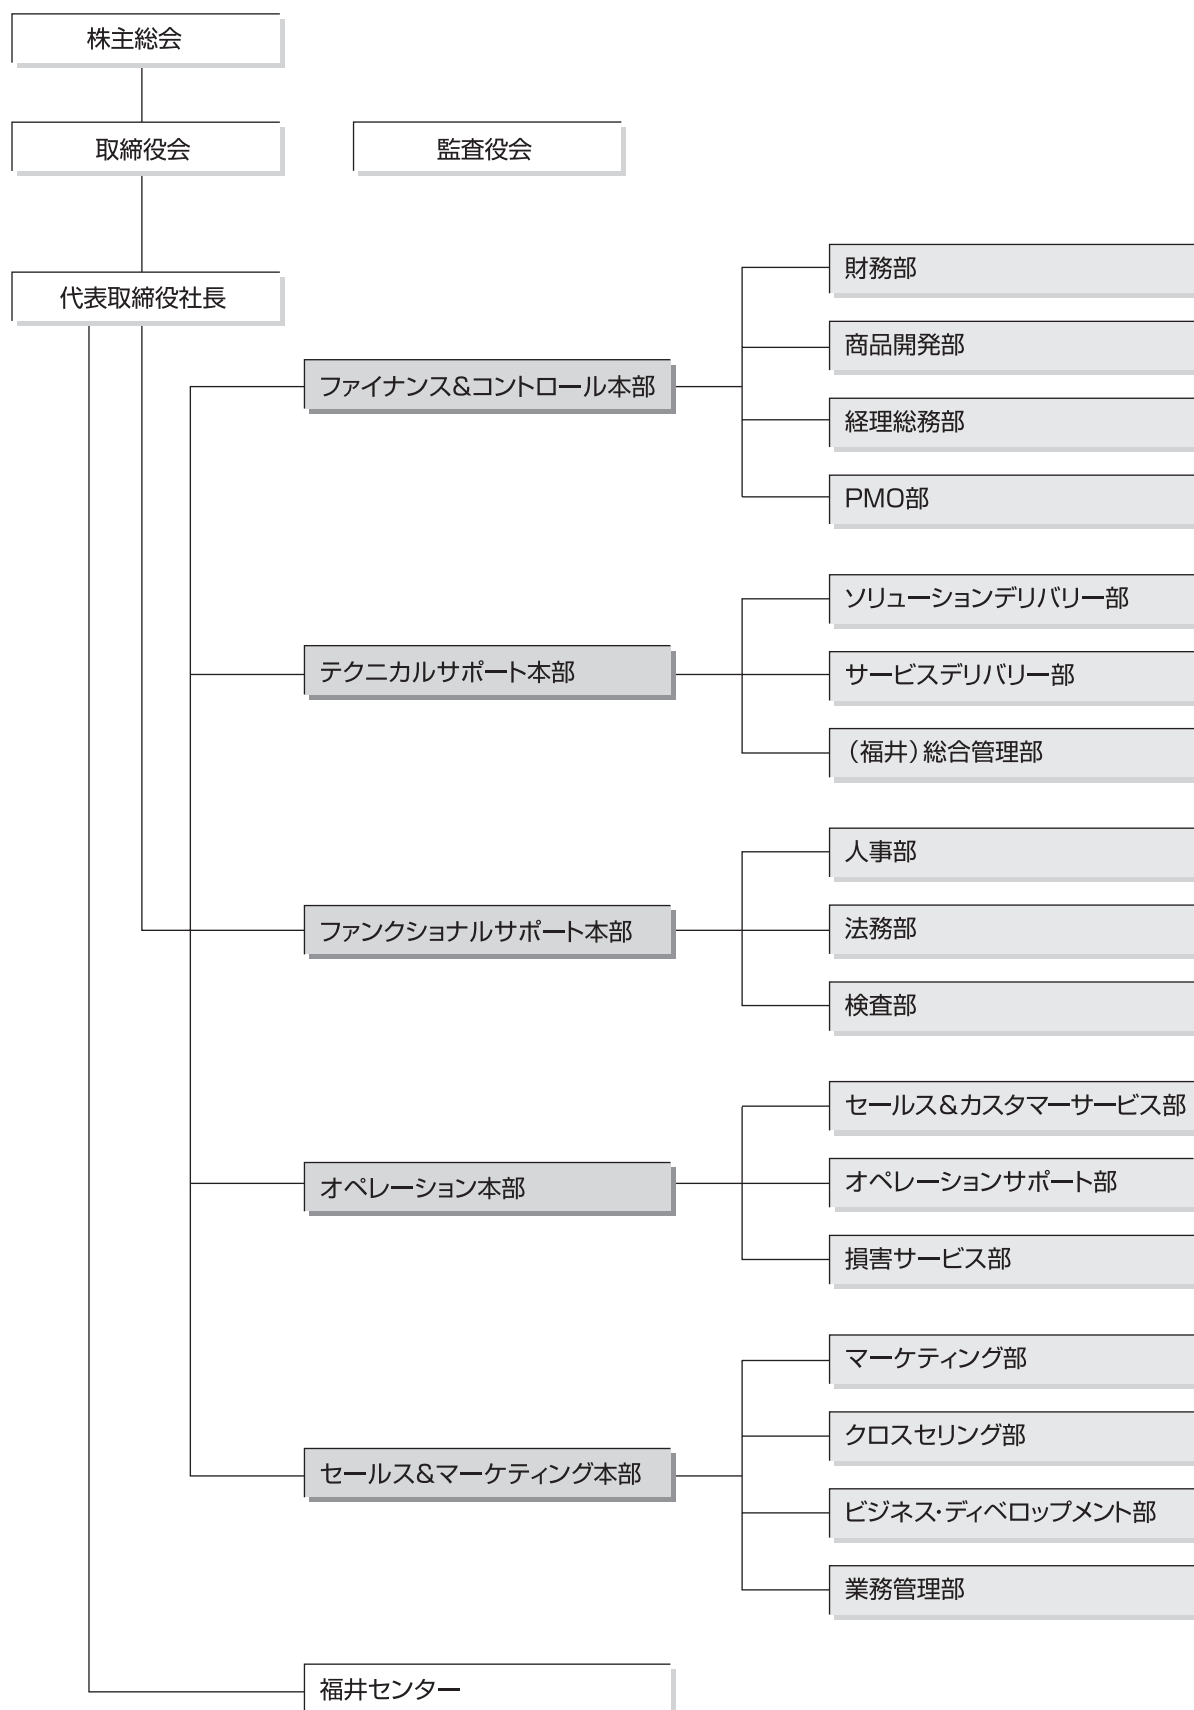 株主総会
取締役会
監査役会
代表取締役社長
ファイナンス&コントロール本部
財務部
商品開発部
経理総務部
PMO部
テクニカルサポート本部
ソリューションデリバリー部
サービスデリバリー部
（福井）総合管理部
ファンクショナルサポート本部
人事部
法務部
検査部
オペレーション本部
セールス&カスタマーサービス部
オペレーションサポート部
損害サービス部
セールス&マーケティング本部
マーケティング部
クロスセリング部
ビジネス・ディベロップメント部
業務管理部
福井センター